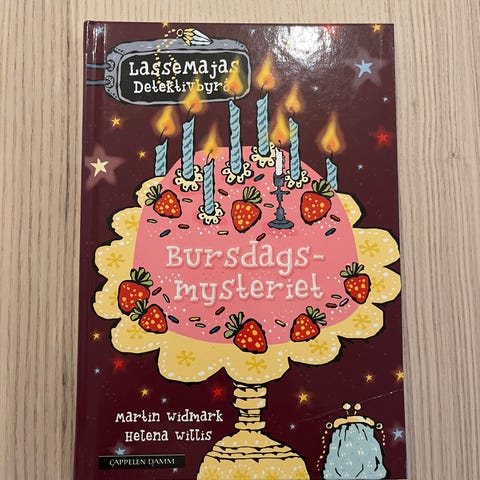 LasseMajas
Detektivbyrå
Bursdags-
mysteriet
Martin Widmark
Helena Willis
CAPPELEN DAMM